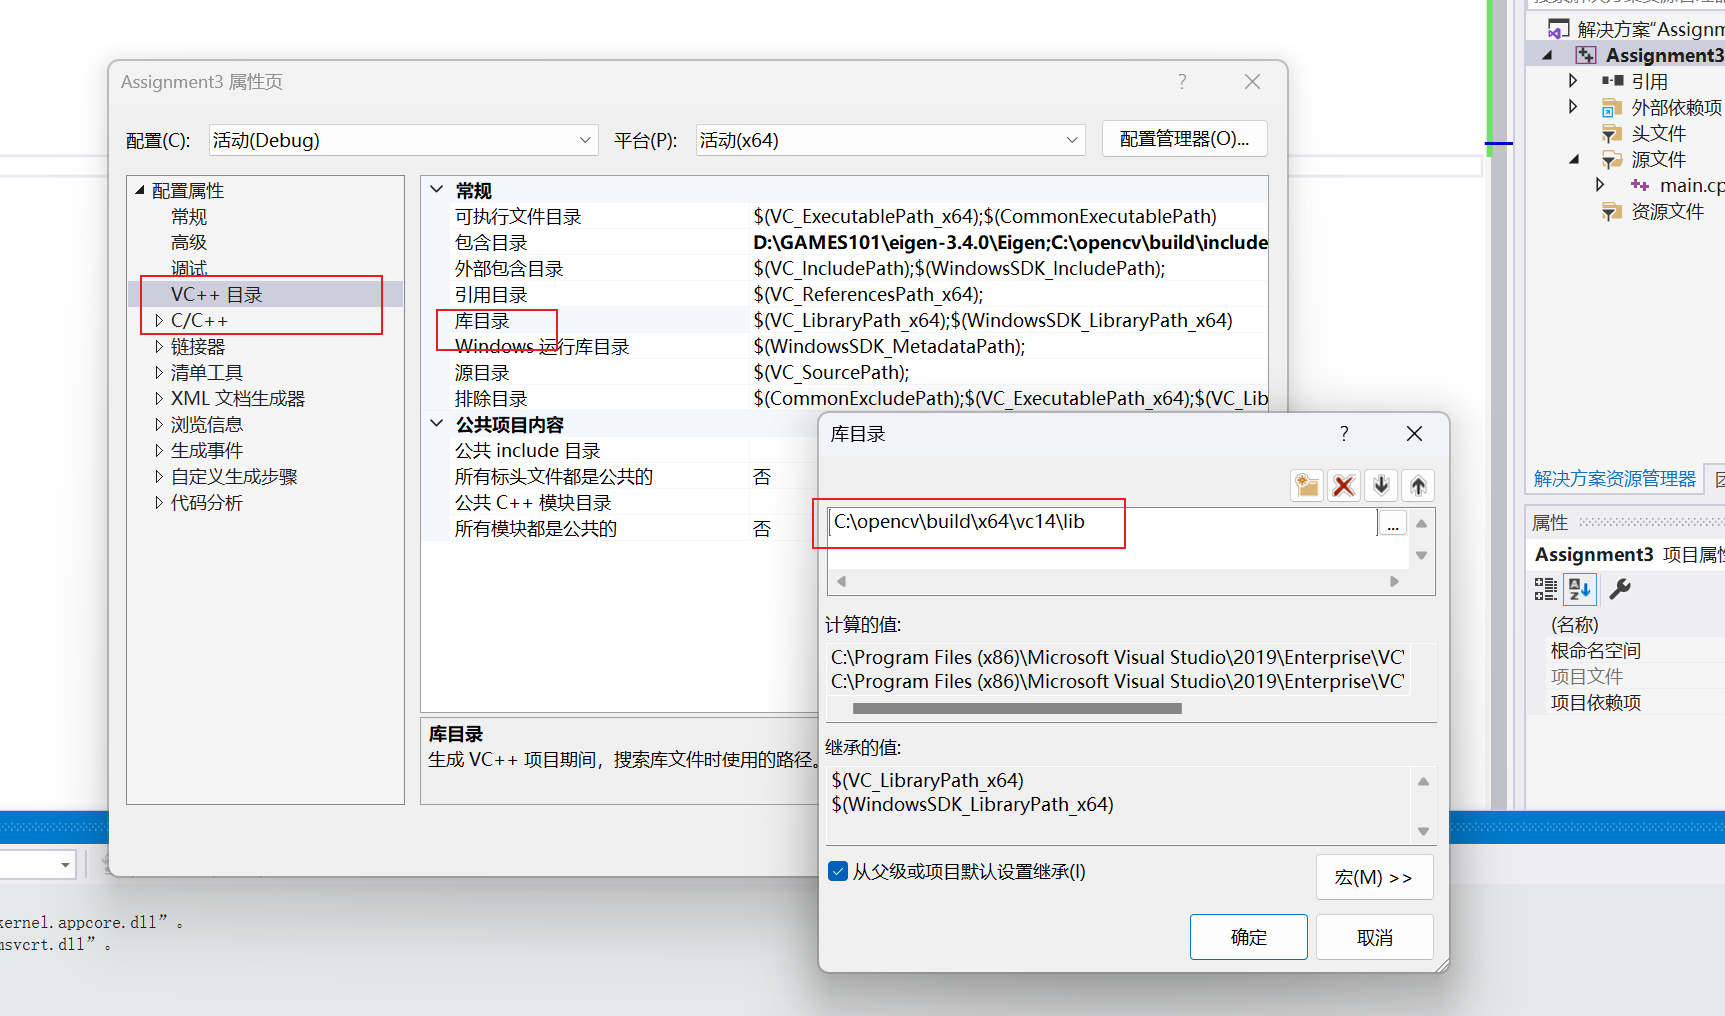 解决方案“Assignm
Assignment3
引用
外部依赖项
头文件
源文件
main.cp
资源文件
Assignment3 属性页
?
配置(C):
活动(Debug)
平台(P):
活动(x64)
配置管理器(O)...
配置属性
常规
高级
调试
VC++ 目录
C/C++
链接器
清单工具
XML 文档生成器
浏览信息
生成事件
自定义生成步骤
代码分析
常规
可执行文件目录 $(VC_ExecutablePath_x64);$(CommonExecutablePath)
包含目录 D:\GAMES101\eigen-3.4.0\Eigen;C:\opencv\build\include
外部包含目录 $(VC_IncludePath);$(WindowsSDK_IncludePath);
引用目录 $(VC_ReferencesPath_x64);
库目录 $(VC_LibraryPath_x64);$(WindowsSDK_LibraryPath_x64)
Windows 运行库目录 $(WindowsSDK_MetadataPath);
源目录 $(VC_SourcePath);
排除目录 $(CommonExcludePath);$(VC_ExecutablePath_x64);$(VC_Lib
公共项目内容
公共 include 目录
所有标头文件都是公共的 否
公共 C++ 模块目录
所有模块都是公共的 否
库目录
生成 VC++ 项目期间，搜索库文件时使用的路径。
库目录
?
C:\opencv\build\x64\vc14\lib
...
计算的值:
C:\Program Files (x86)\Microsoft Visual Studio\2019\Enterprise\VC\
C:\Program Files (x86)\Microsoft Visual Studio\2019\Enterprise\VC\
继承的值:
$(VC_LibraryPath_x64)
$(WindowsSDK_LibraryPath_x64)
从父级或项目默认设置继承(I)
宏(M) >>
确定
取消
解决方案资源管理器
属性
Assignment3 项目属性
(名称)
根命名空间
项目文件
项目依赖项
kernel.appcore.dll”。
msvcrt.dll”。